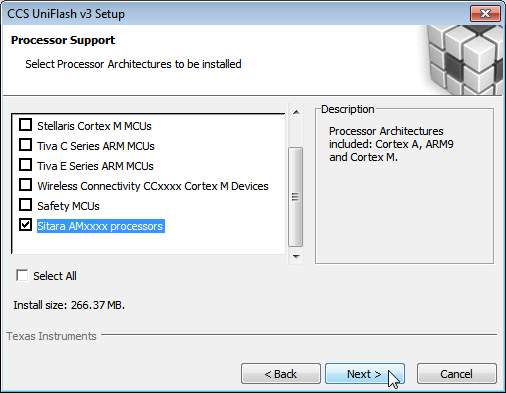 CCS UniFlash v3 Setup
Processor Support
Select Processor Architectures to be installed
Stellaris Cortex M MCUs
Tiva C Series ARM MCUs
Tiva E Series ARM MCUs
Wireless Connectivity CCxxxx Cortex M Devices
Safety MCUs
Sitara AMxxxx processors
Description
Processor Architectures
included: Cortex A, ARM9
and Cortex M.
Select All
Install size: 266.37 MB.
Texas Instruments
< Back
Next >
Cancel